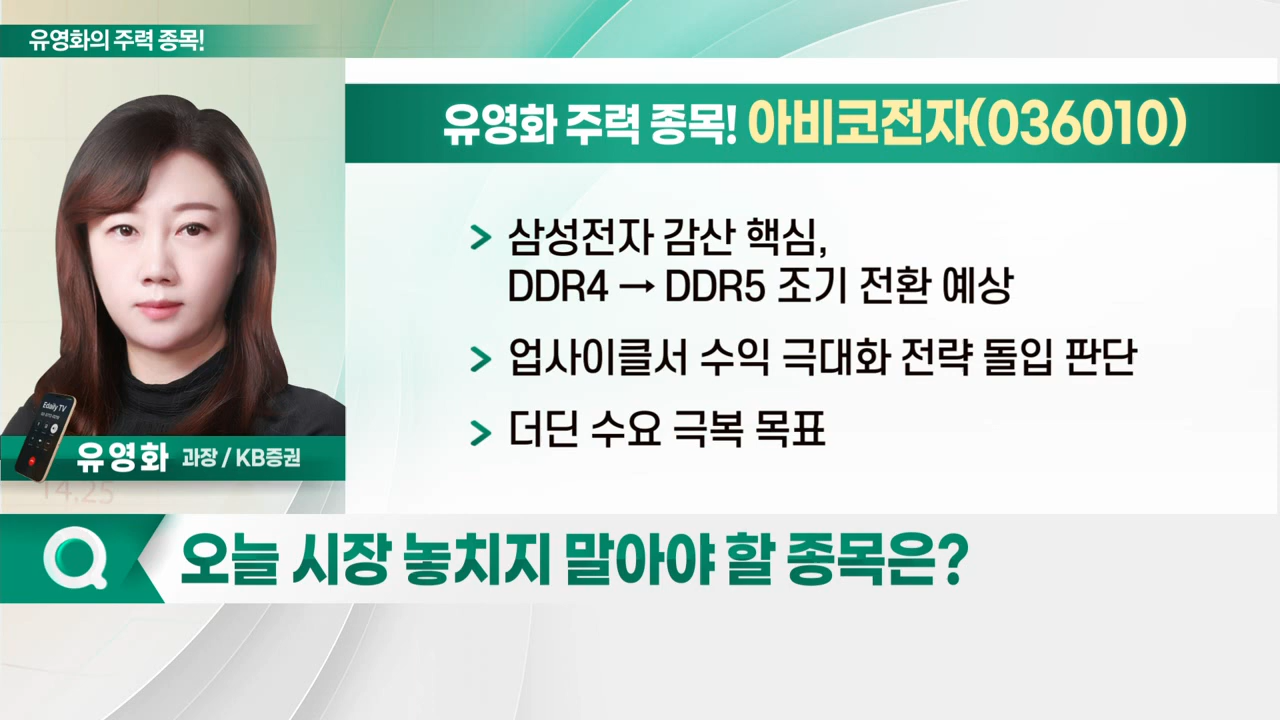 유영화의 주력 종목!
유영화 주력 종목! 아비코전자(036010)
> 삼성전자 감산 핵심,
DDR4 → DDR5 조기 전환 예상
> 업사이클서 수익 극대화 전략 돌입 판단
> 더딘 수요 극복 목표
Edaily TV
유영화 과장 / KB증권
14.25
Q 오늘 시장 놓치지 말아야 할 종목은?